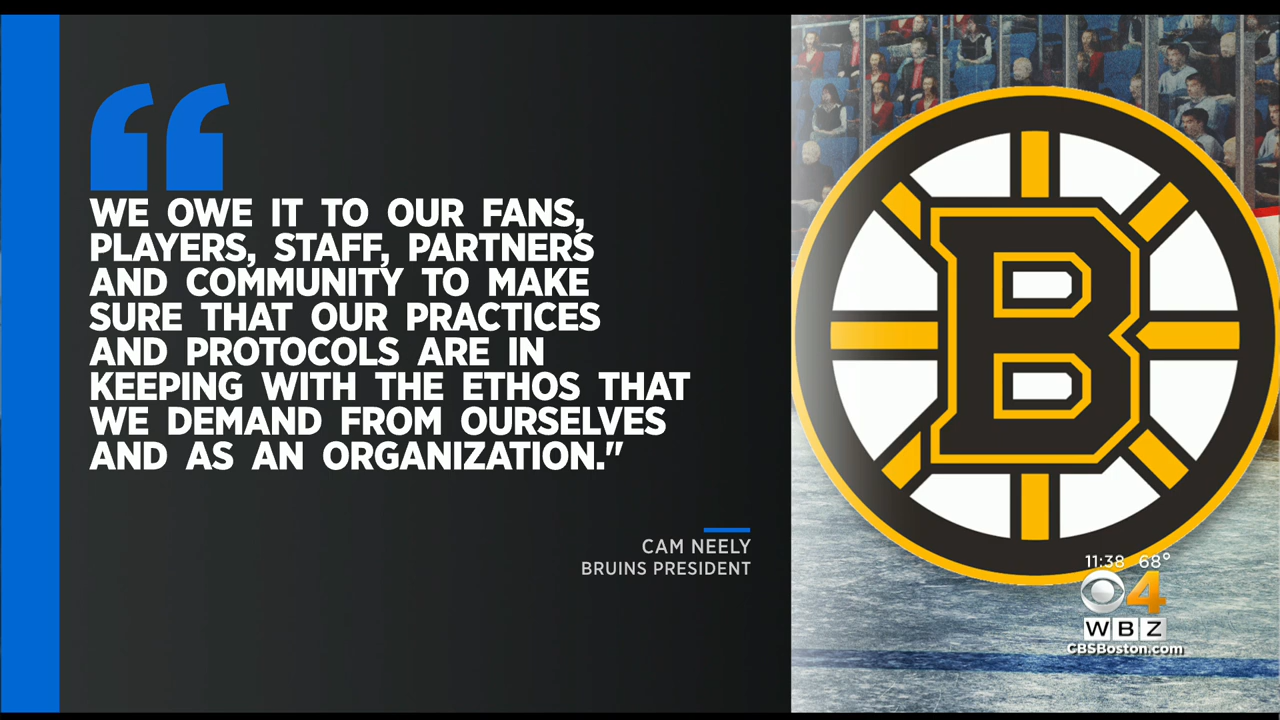 “
WE OWE IT TO OUR FANS,
PLAYERS, STAFF, PARTNERS
AND COMMUNITY TO MAKE
SURE THAT OUR PRACTICES
AND PROTOCOLS ARE IN
KEEPING WITH THE ETHOS THAT
WE DEMAND FROM OURSELVES
AND AS AN ORGANIZATION."
CAM NEELY
BRUINS PRESIDENT
B
11:38 68°
4
WBZ
CBSBoston.com